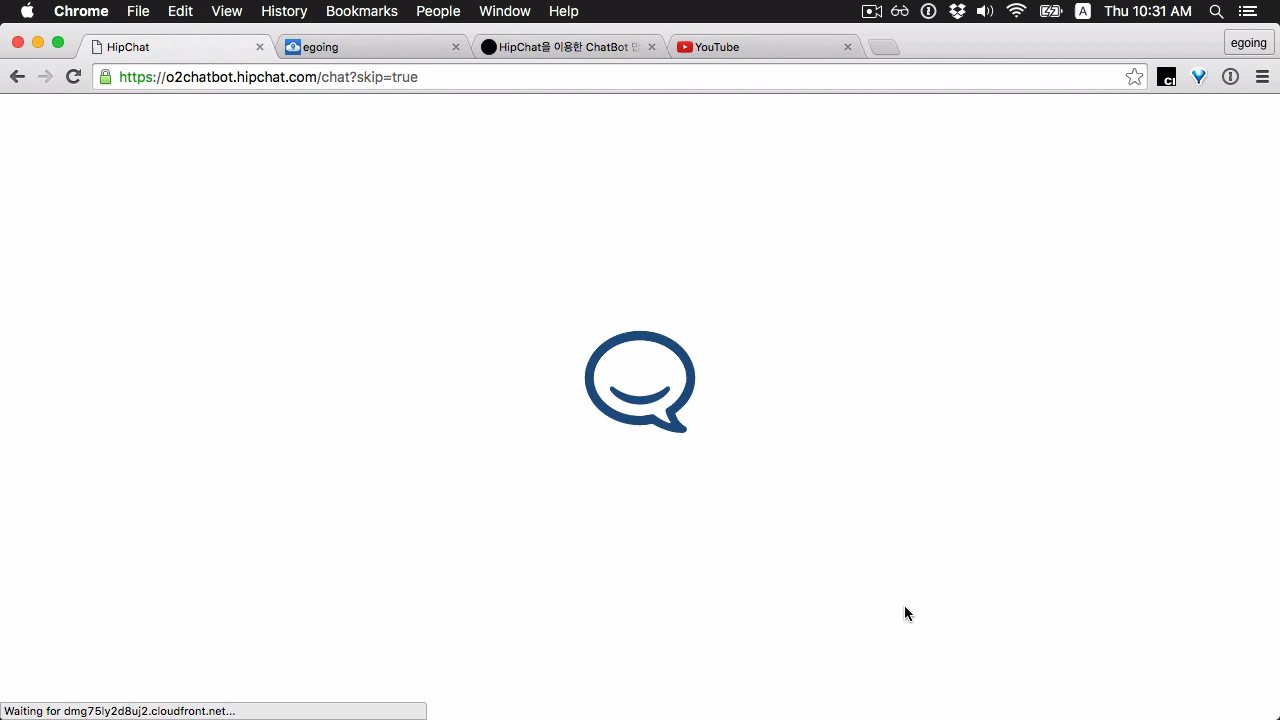 Chrome File Edit View History Bookmarks People Window Help A Thu 10:31 AM
HipChat egoing HipChat을 이용한 ChatBot 만 YouTube egoing
https://o2chatbot.hipchat.com/chat?skip=true
Waiting for dmg75ly2d8uj2.cloudfront.net...